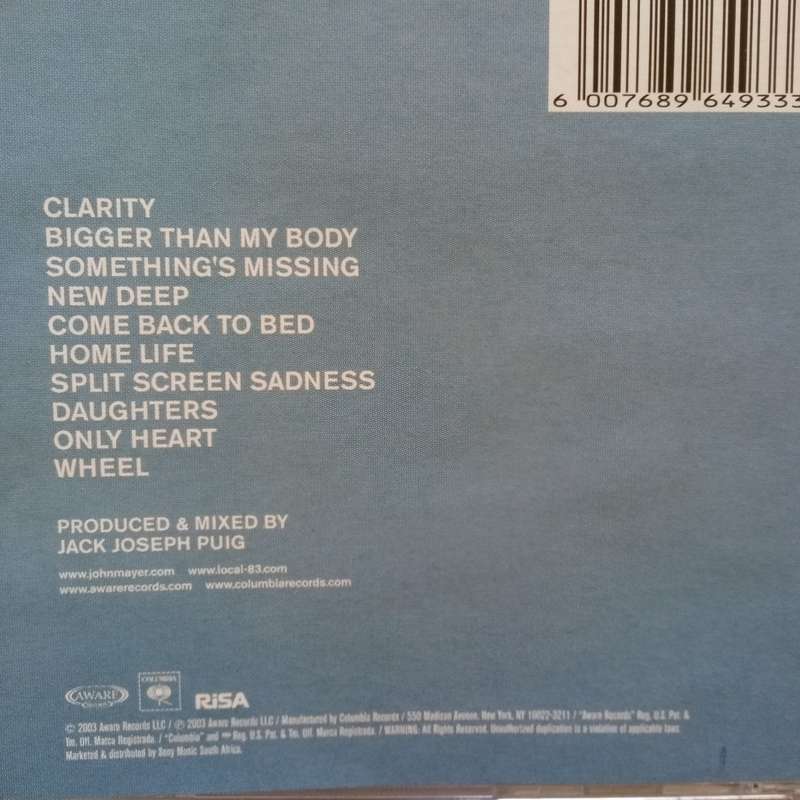 6 007689 649333
CLARITY
BIGGER THAN MY BODY
SOMETHING'S MISSING
NEW DEEP
COME BACK TO BED
HOME LIFE
SPLIT SCREEN SADNESS
DAUGHTERS
ONLY HEART
WHEEL
PRODUCED & MIXED BY
JACK JOSEPH PUIG
www.johnmayer.com www.local-83.com
www.awarerecords.com www.columbiarecords.com
AWARE COLUMBIA RiSA
© 2003 Aware Records LLC / ℗ 2003 Aware Records LLC / Manufactured by Columbia Records / 550 Madison Avenue, New York, NY 10022-3211 / "Aware Records" Reg. U.S. Pat. &
Tm. Off. Marca Registrada. / "Columbia" and Reg. U.S. Pat. & Tm. Off. Marca Registrada. / WARNING: All Rights Reserved. Unauthorized duplication is a violation of applicable laws.
Marketed & distributed by Sony Music South Africa.